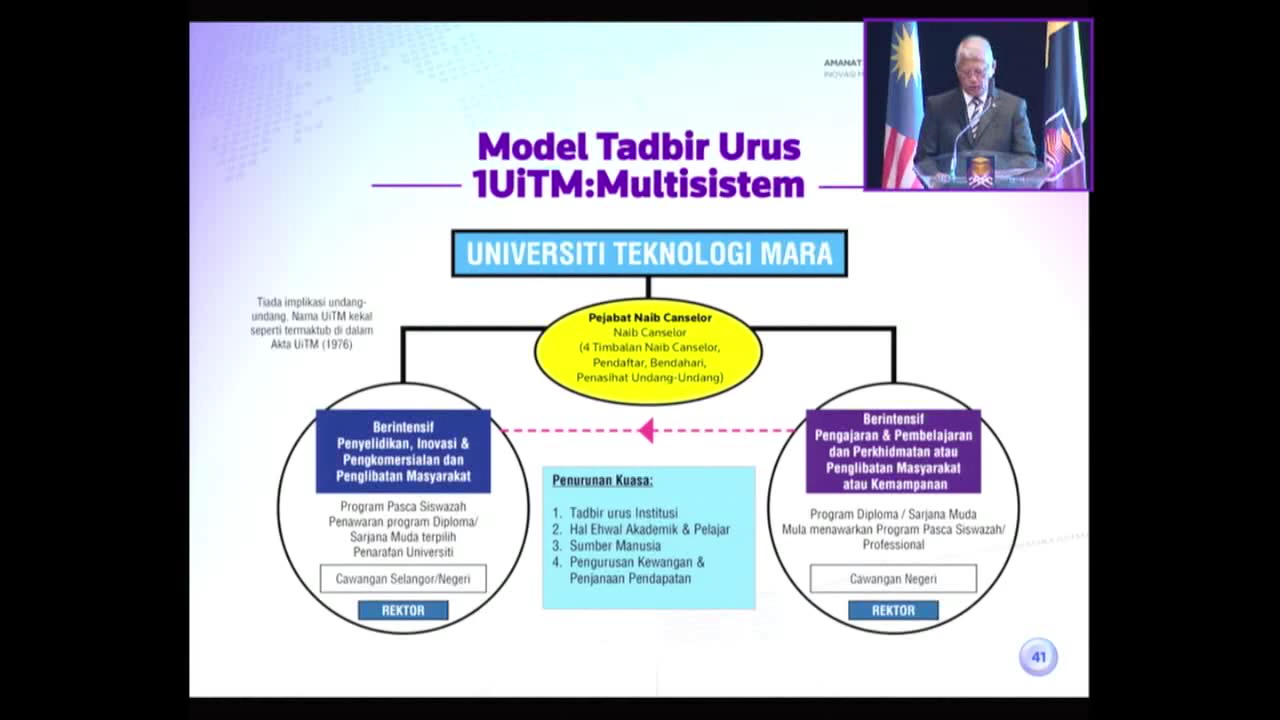 AMANAT
INOVASI
Model Tadbir Urus
1UiTM:Multisistem
UNIVERSITI TEKNOLOGI MARA
Tiada implikasi undang-
undang. Nama UiTM kekal
seperti termaktub di dalam
Akta UiTM (1976)
Pejabat Naib Canselor
Naib Canselor
(4 Timbalan Naib Canselor,
Pendaftar, Bendahari,
Penasihat Undang-Undang)
Berintensif
Penyelidikan, Inovasi &
Pengkomersialan dan
Penglibatan Masyarakat
Program Pasca Siswazah
Penawaran program Diploma/
Sarjana Muda terpilih
Penarafan Universiti
Cawangan Selangor/Negeri
REKTOR
Penurunan Kuasa:
1. Tadbir urus Institusi
2. Hal Ehwal Akademik & Pelajar
3. Sumber Manusia
4. Pengurusan Kewangan &
Penjanaan Pendapatan
Berintensif
Pengajaran & Pembelajaran
dan Perkhidmatan atau
Penglibatan Masyarakat
atau Kemampanan
Program Diploma / Sarjana Muda
Mula menawarkan Program Pasca Siswazah/
Professional
Cawangan Negeri
REKTOR
41